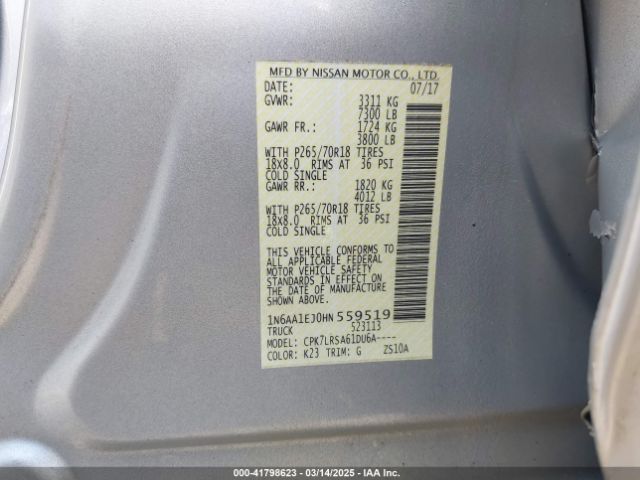 MFD BY NISSAN MOTOR CO., LTD.
DATE: 07/17
GVWR: 3311 KG
7300 LB
GAWR FR.: 1724 KG
3800 LB
WITH P265/70R18 TIRES
18X8.0 RIMS AT 36 PSI
COLD SINGLE
GAWR RR.: 1820 KG
4012 LB
WITH P265/70R18 TIRES
18X8.0 RIMS AT 36 PSI
COLD SINGLE
THIS VEHICLE CONFORMS TO
ALL APPLICABLE FEDERAL
MOTOR VEHICLE SAFETY
STANDARDS IN EFFECT ON
THE DATE OF MANUFACTURE
SHOWN ABOVE.
1N6AA1EJ0HN559519
TRUCK 523113
MODEL: CPK7LRSA61DU6A----
COLOR: K23 TRIM: G ZS10A
000-41798623 - 03/14/2025 - IAA Inc.